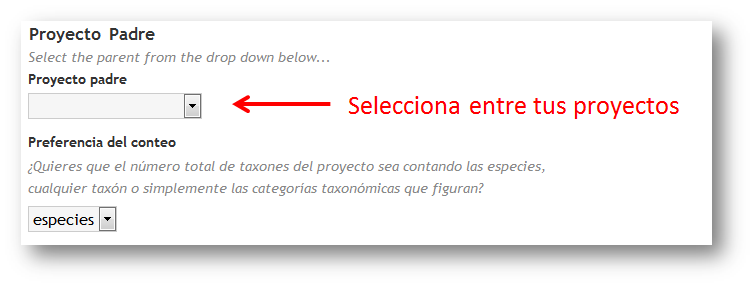 Proyecto Padre
Select the parent from the drop down below...
Proyecto padre
Selecciona entre tus proyectos
Preferencia del conteo
¿Quieres que el número total de taxones del proyecto sea contando las especies,
cualquier taxón o simplemente las categorías taxonómicas que figuran?
especies